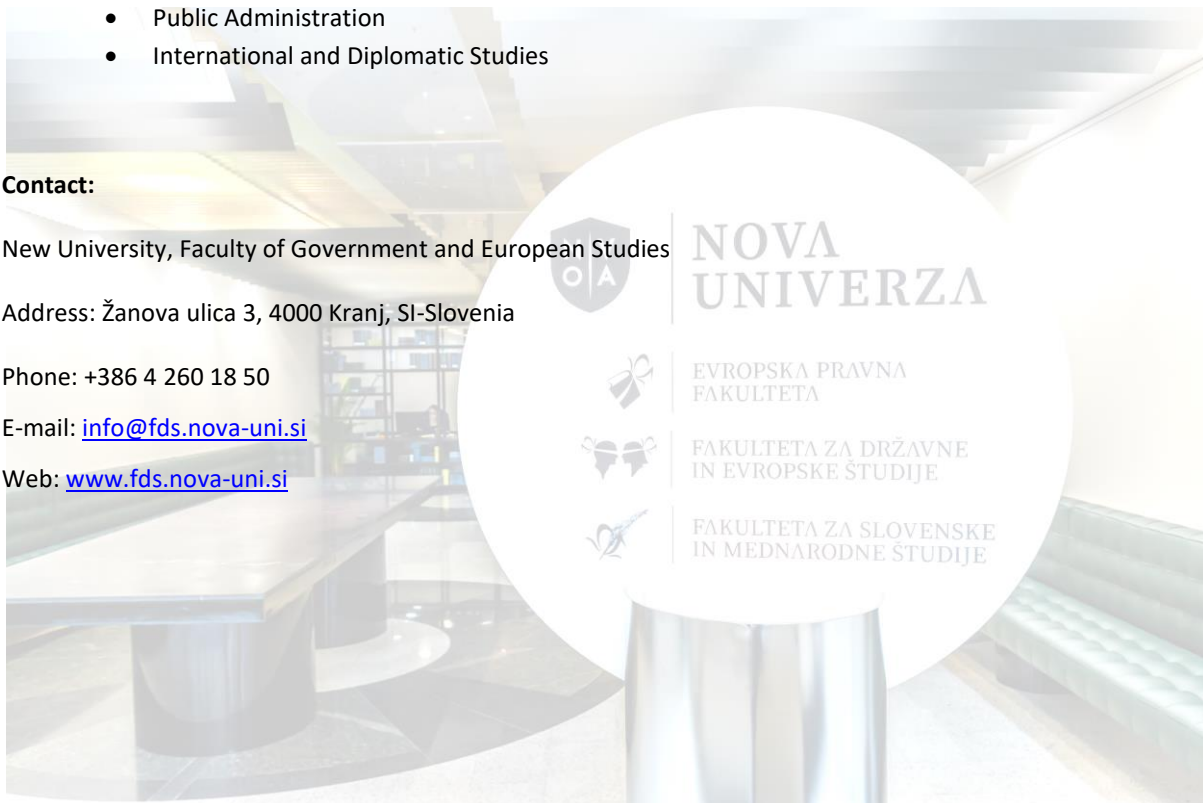 • Public Administration
• International and Diplomatic Studies
Contact:
New University, Faculty of Government and European Studies
Address: Žanova ulica 3, 4000 Kranj, SI-Slovenia
Phone: +386 4 260 18 50
E-mail: info@fds.nova-uni.si
Web: www.fds.nova-uni.si
N V
O A
NOVA
UNIVERZA
EVROPSKA PRAVNA
FAKULTETA
FAKULTETA ZA DRŽAVNE
IN EVROPSKE ŠTUDIJE
FAKULTETA ZA SLOVENSKE
IN MEDNARODNE ŠTUDIJE